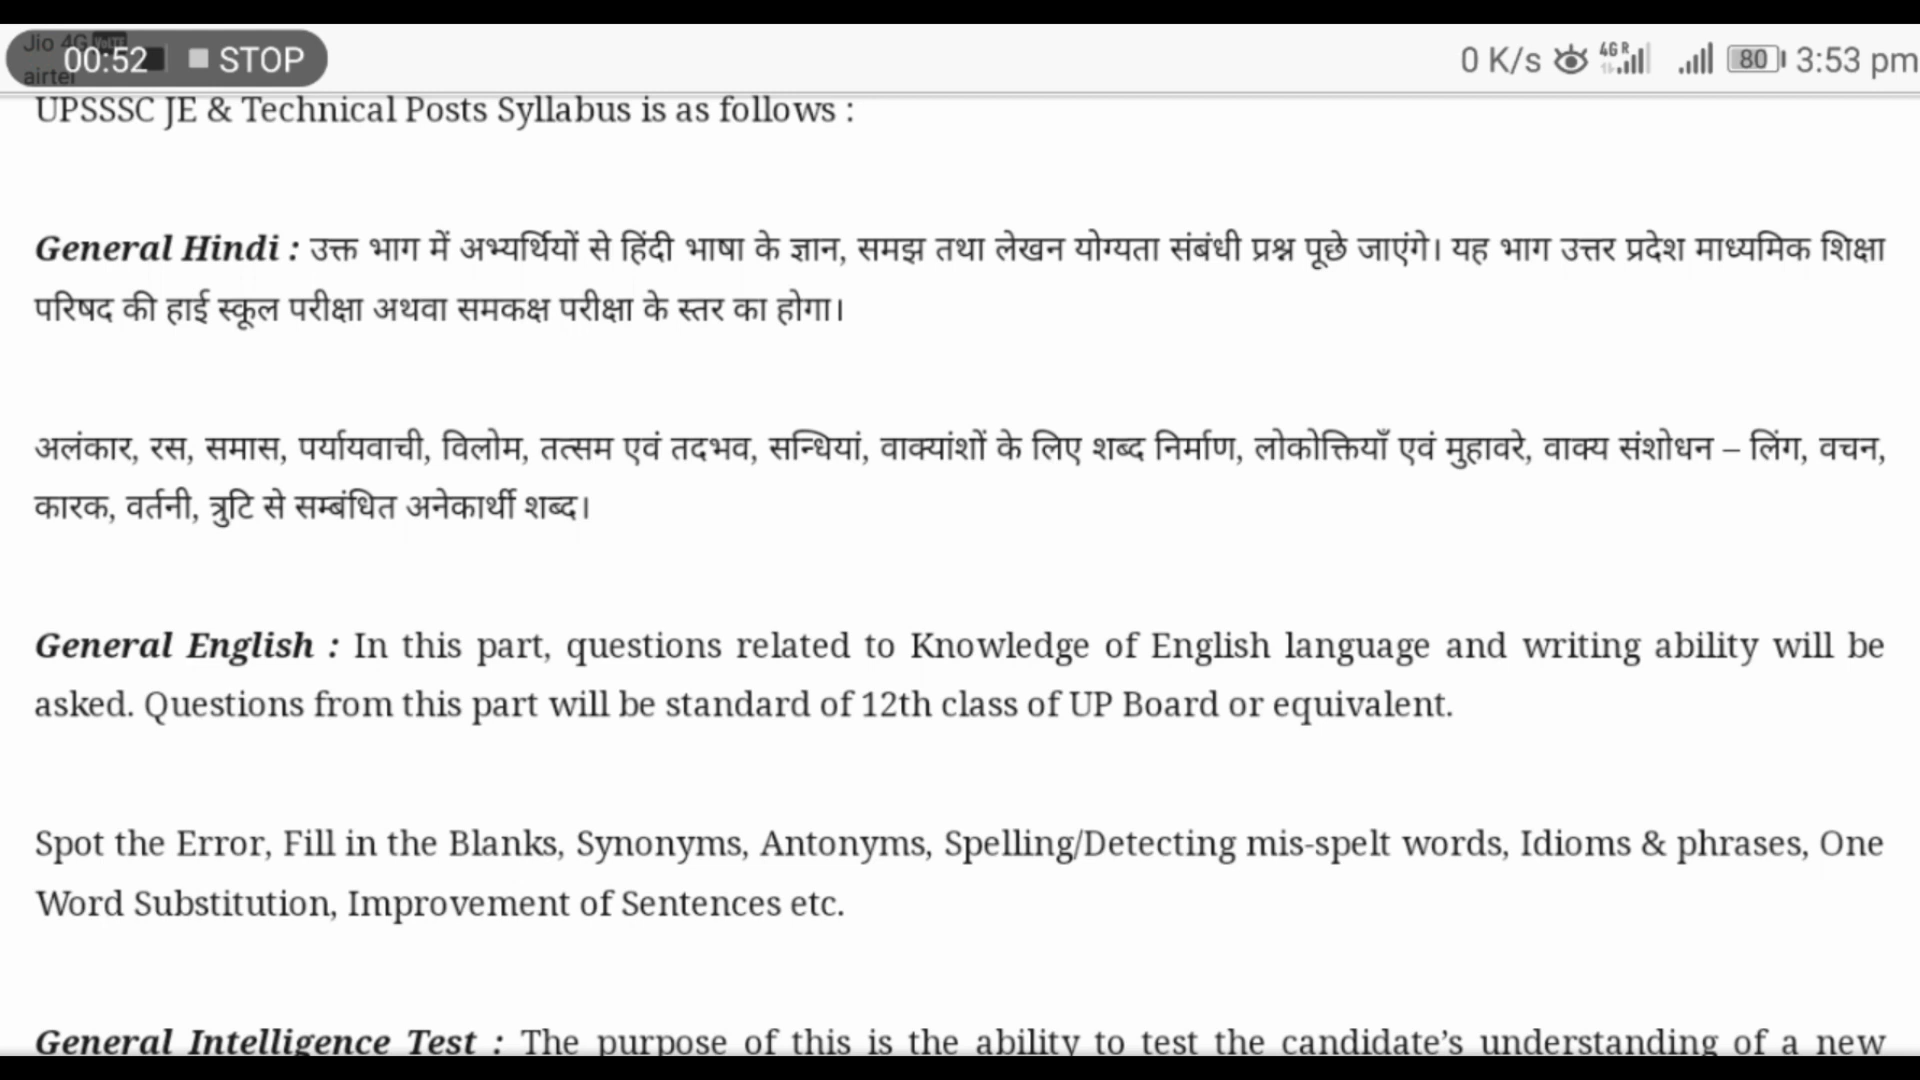 Jio 4G VoLTE
airtel
00:52 STOP
0 K/s 4G R 80 3:53 pm
UPSSSC JE & Technical Posts Syllabus is as follows :
General Hindi : उक्त भाग में अभ्यर्थियों से हिंदी भाषा के ज्ञान, समझ तथा लेखन योग्यता संबंधी प्रश्न पूछे जाएंगे। यह भाग उत्तर प्रदेश माध्यमिक शिक्षा
परिषद की हाई स्कूल परीक्षा अथवा समकक्ष परीक्षा के स्तर का होगा।
अलंकार, रस, समास, पर्यायवाची, विलोम, तत्सम एवं तदभव, सन्धियां, वाक्यांशों के लिए शब्द निर्माण, लोकोक्तियाँ एवं मुहावरे, वाक्य संशोधन – लिंग, वचन,
कारक, वर्तनी, त्रुटि से सम्बंधित अनेकार्थी शब्द।
General English : In this part, questions related to Knowledge of English language and writing ability will be
asked. Questions from this part will be standard of 12th class of UP Board or equivalent.
Spot the Error, Fill in the Blanks, Synonyms, Antonyms, Spelling/Detecting mis-spelt words, Idioms & phrases, One
Word Substitution, Improvement of Sentences etc.
General Intelligence Test : The purpose of this is the ability to test the candidate’s understanding of a new